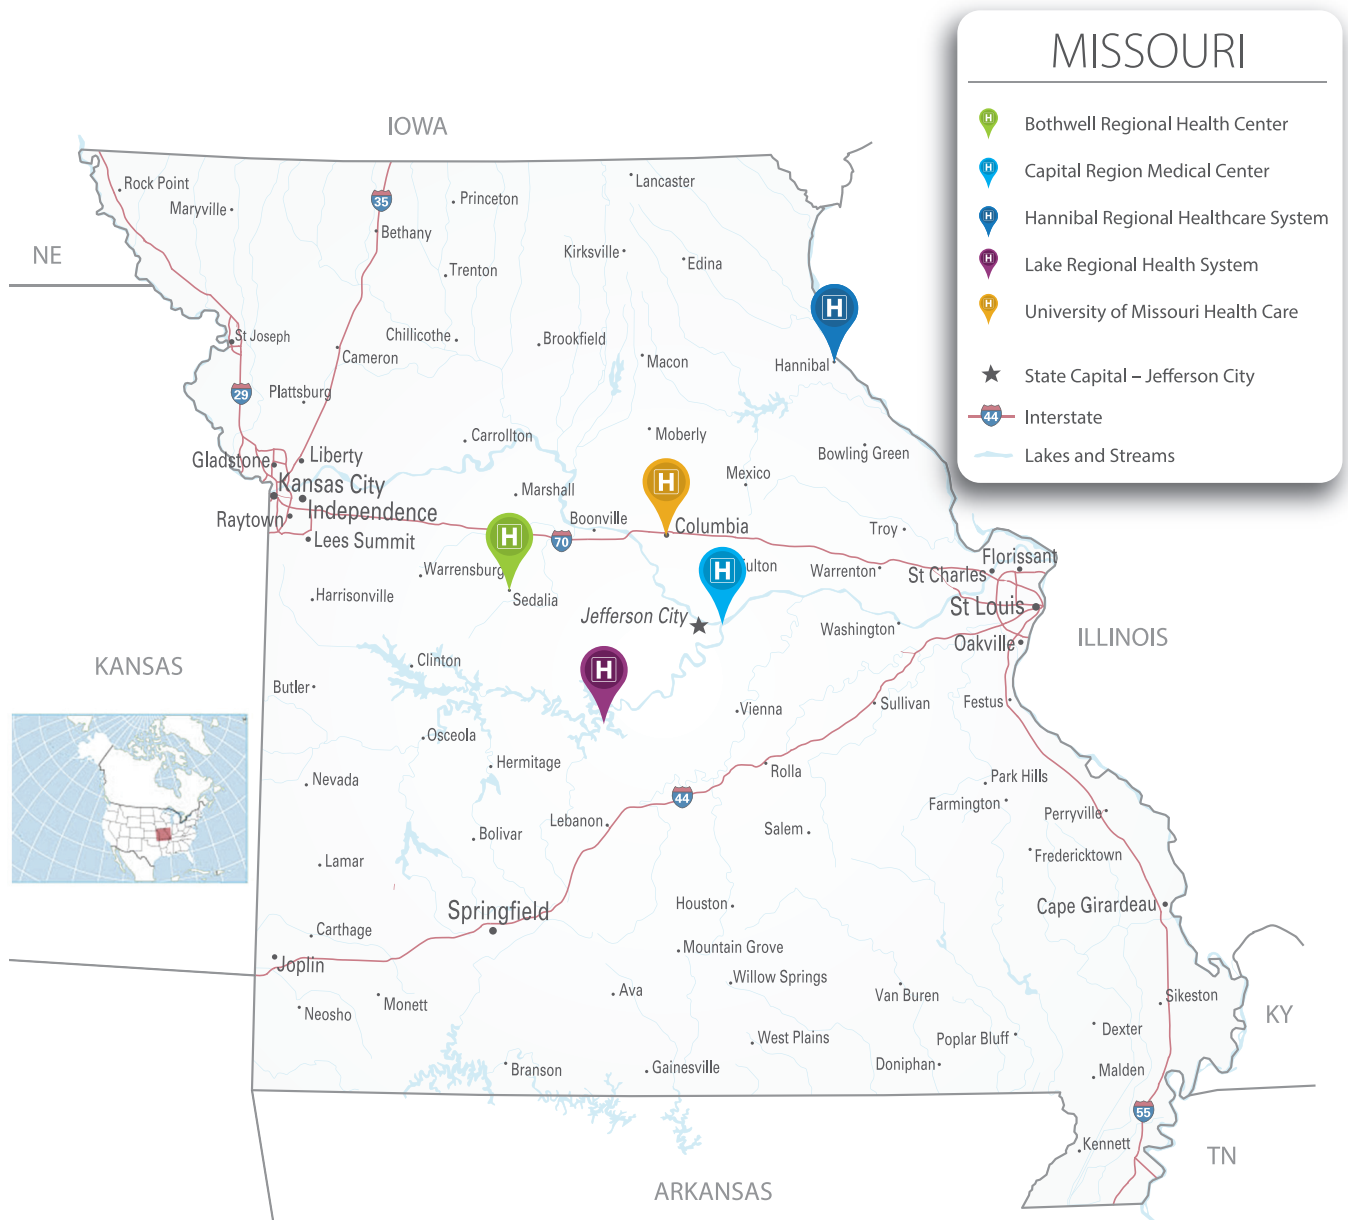 MISSOURI
H Bothwell Regional Health Center
H Capital Region Medical Center
H Hannibal Regional Healthcare System
H Lake Regional Health System
H University of Missouri Health Care
State Capital – Jefferson City
44 Interstate
Lakes and Streams
IOWA
Rock Point
Maryville
35
Princeton
Lancaster
Bethany
Kirksville
Edina
NE
Trenton
H
St Joseph
Chillicothe
Brookfield
Cameron
Macon
Hannibal
29
Plattsburg
Carrollton
Moberly
Bowling Green
Gladstone
Liberty
Mexico
Kansas City
Marshall
H
Independence
Raytown
Boonville
Columbia
Troy
Lees Summit
H
70
Florissant
Warrensburg
H
ulton
Warrenton
St Charles
Harrisonville
Sedalia
St Louis
Jefferson City
Washington
Oakville
ILLINOIS
KANSAS
Clinton
H
Butler
Vienna
Sullivan
Festus
Osceola
Hermitage
Nevada
Rolla
Park Hills
44
Farmington
Perryville
Bolivar
Lebanon
Salem
Lamar
Fredericktown
Springfield
Houston
Cape Girardeau
Carthage
Mountain Grove
Joplin
Willow Springs
Ava
Van Buren
Sikeston
Monett
Neosho
KY
West Plains
Poplar Bluff
Dexter
Branson
Gainesville
Doniphan
Malden
55
Kennett
TN
ARKANSAS